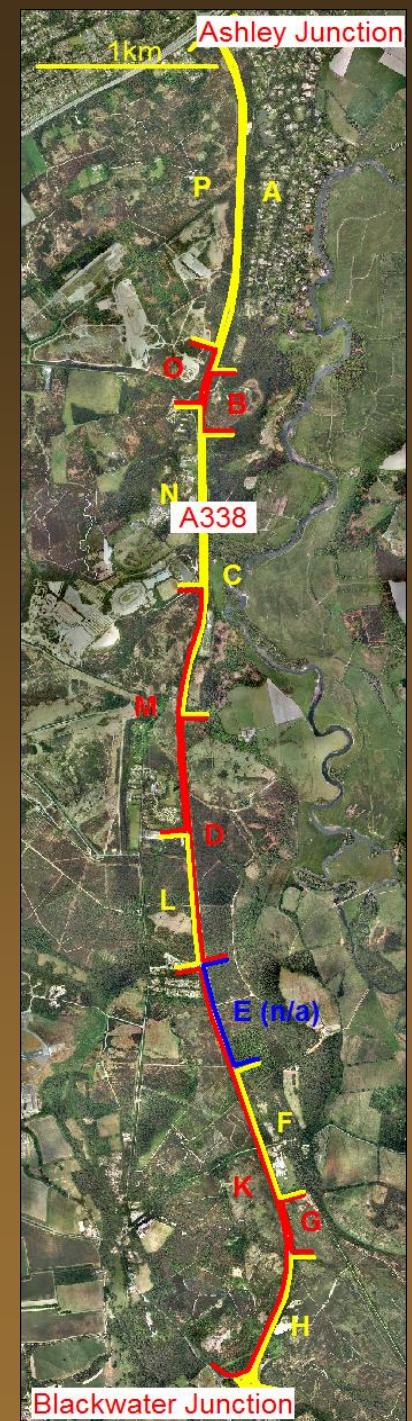 Ashley Junction
1km
P
A
O
B
N
A338
C
M
D
L
E (n/a)
F
K
G
H
Blackwater Junction